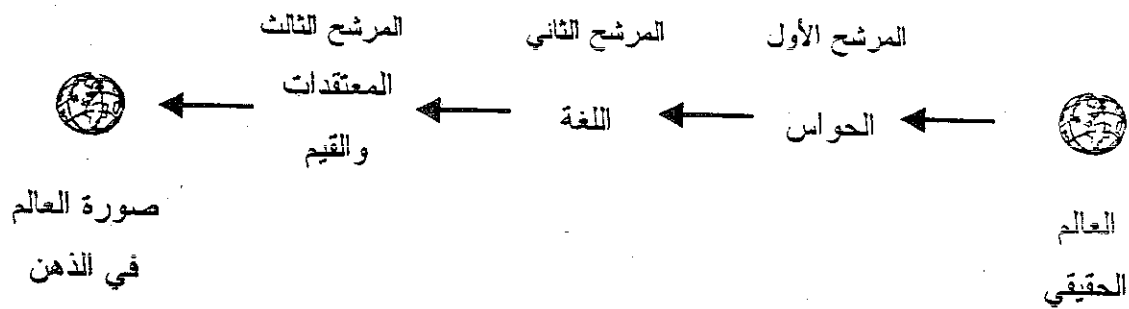 المرشح الأول
المرشح الثاني
المرشح الثالث
الحواس
اللغة
المعتقدات
والقيم
العالم
الحقيقي
صورة العالم
في الذهن